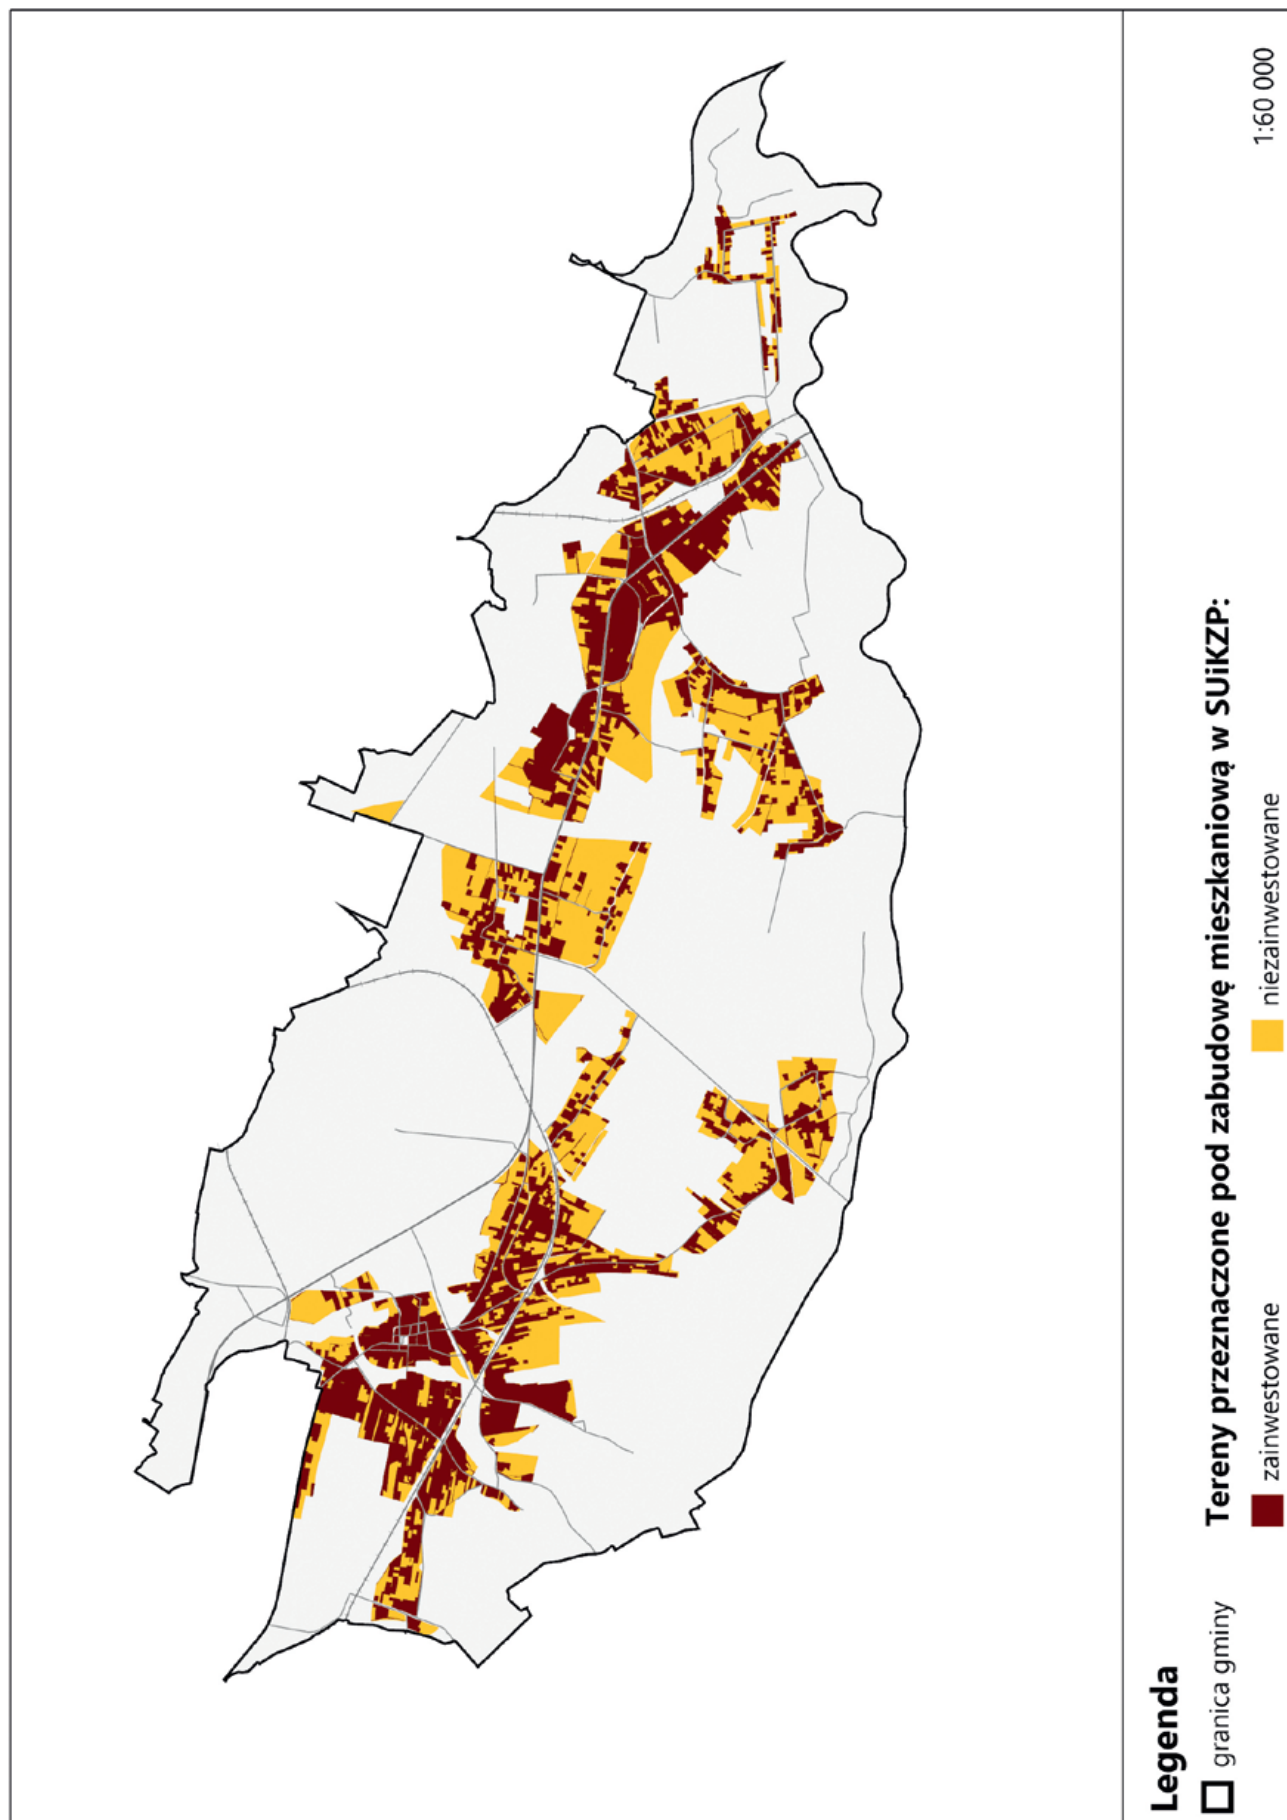 Legenda
granica gminy
Tereny przeznaczone pod zabudowę mieszkaniową w SUiKZP:
zainwestowane
niezainwestowane
1:60 000